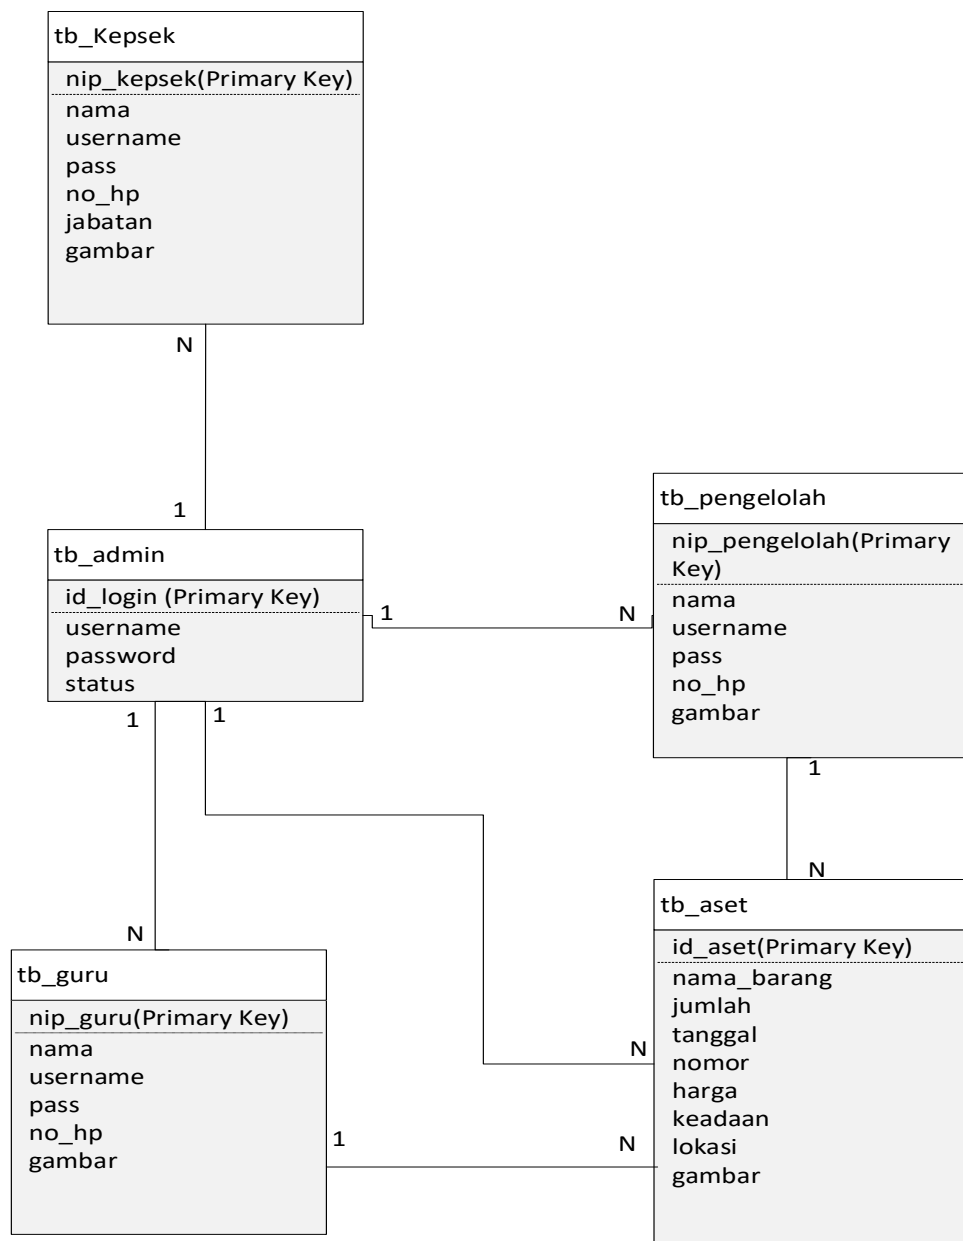 tb_Kepsek
nip_kepsek(Primary Key)
nama
username
pass
no_hp
jabatan
gambar
N
1
tb_admin
id_login (Primary Key)
username
password
status
1
N
tb_pengelolah
nip_pengelolah(Primary
Key)
nama
username
pass
no_hp
gambar
1
1
1
N
N
tb_guru
nip_guru(Primary Key)
nama
username
pass
no_hp
gambar
1
N
N
tb_aset
id_aset(Primary Key)
nama_barang
jumlah
tanggal
nomor
harga
keadaan
lokasi
gambar